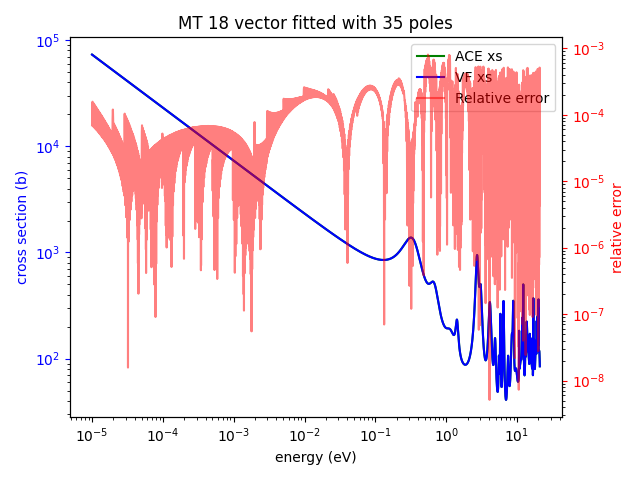 MT 18 vector fitted with 35 poles
ACE xs
VF xs
Relative error
cross section (b)
10^5
10^4
10^3
10^2
relative error
10^-3
10^-4
10^-5
10^-6
10^-7
10^-8
10^-5 10^-4 10^-3 10^-2 10^-1 10^0 10^1
energy (eV)